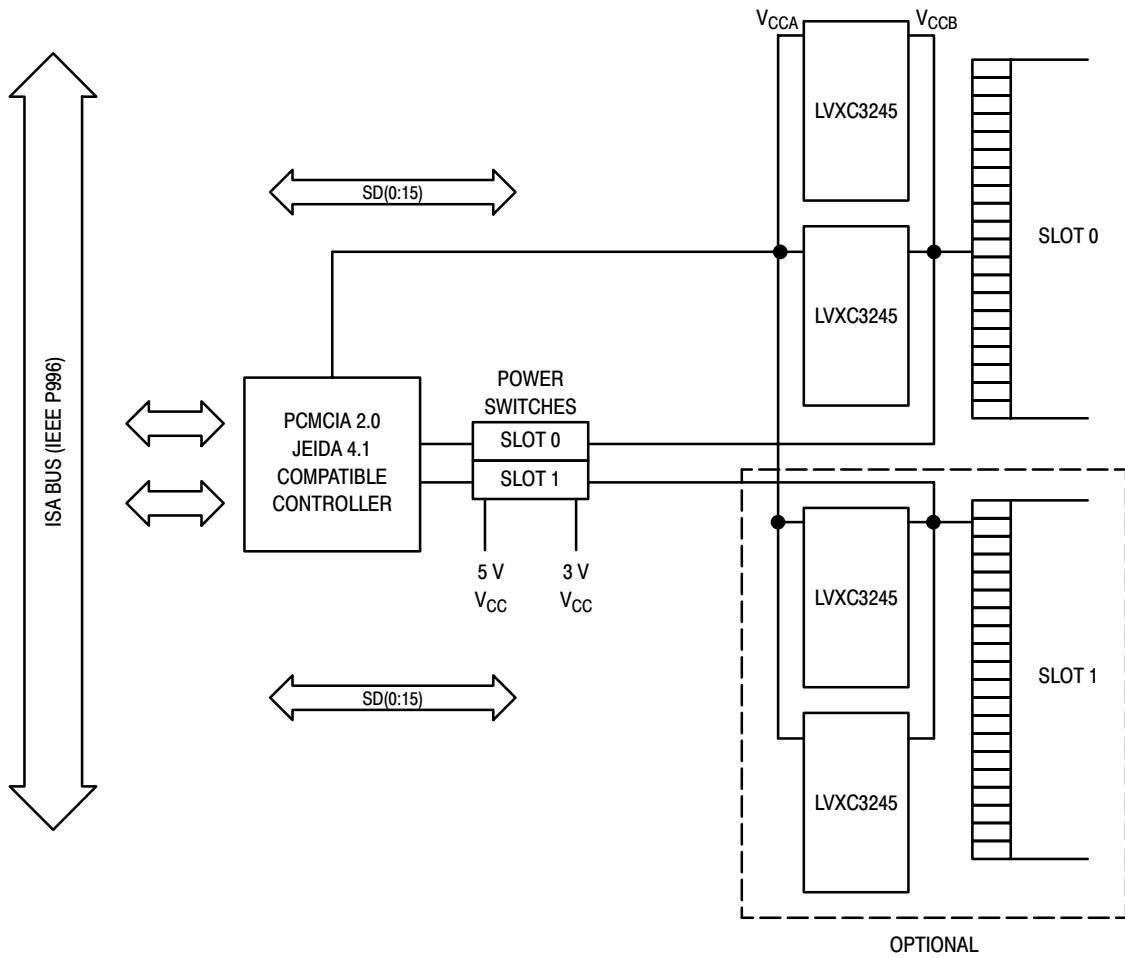 VCCA
VCCB
LVXC3245
SD(0:15)
SLOT 0
LVXC3245
ISA BUS (IEEE P996)
PCMCIA 2.0
JEIDA 4.1
COMPATIBLE
CONTROLLER
POWER
SWITCHES
SLOT 0
SLOT 1
5 V
VCC
3 V
VCC
LVXC3245
SD(0:15)
SLOT 1
LVXC3245
OPTIONAL